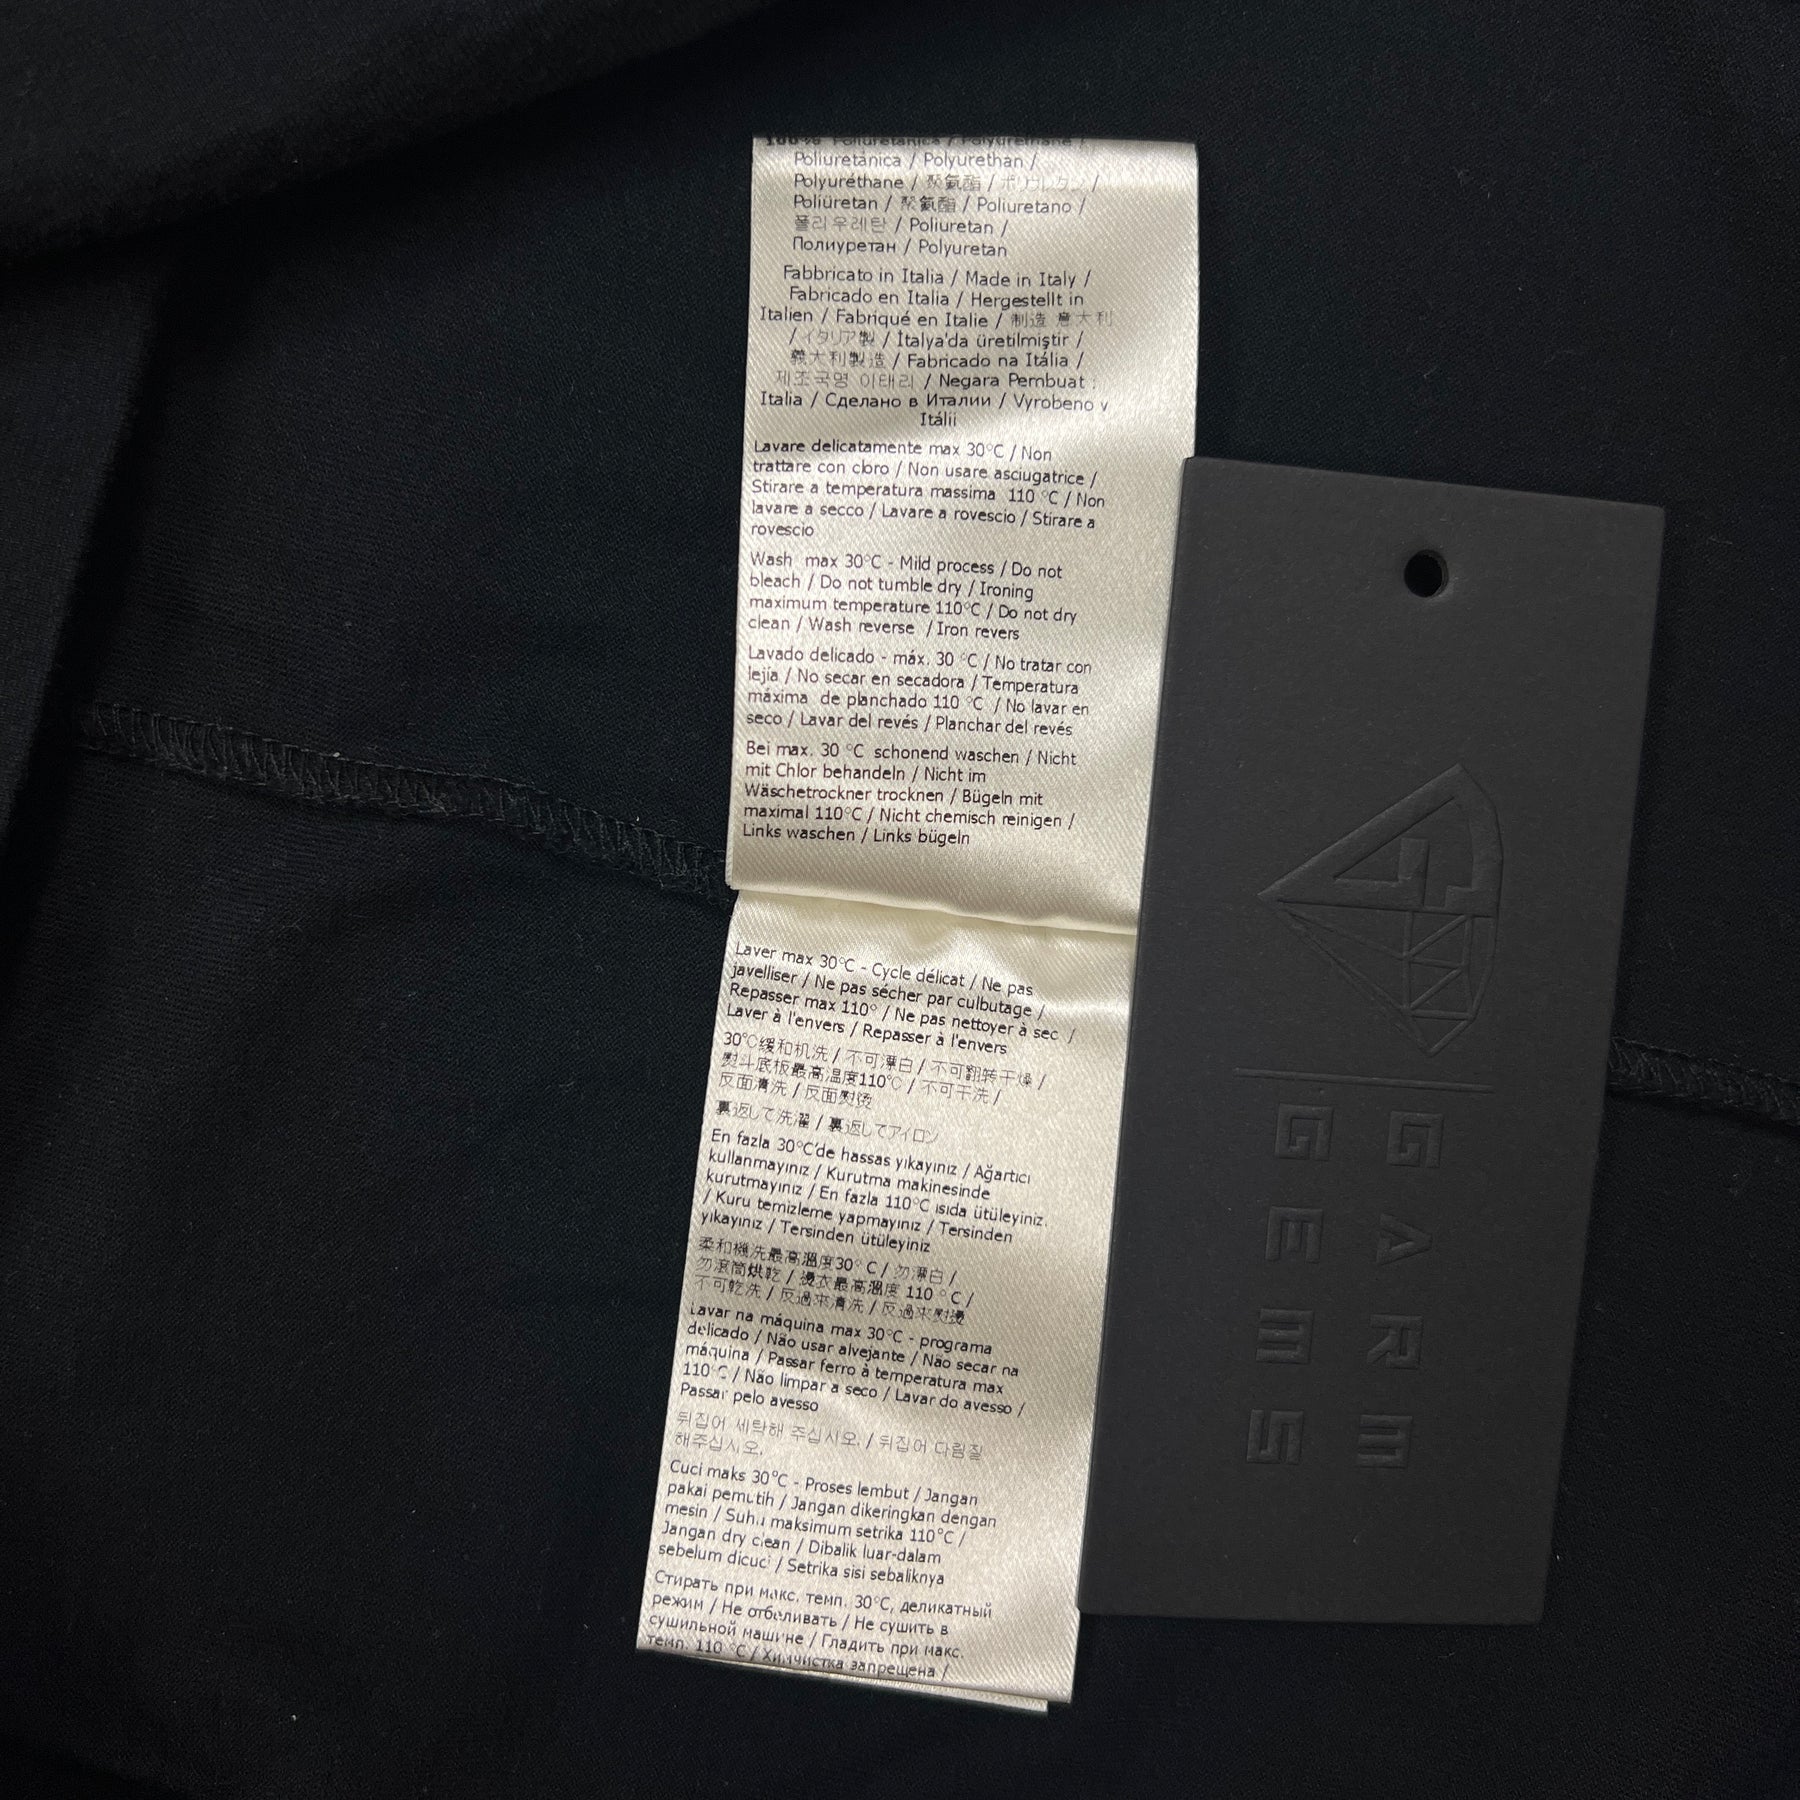 100% Poliuretanica / Polyurethane /
Poliuretànica / Polyurethan /
Polyuréthane / 聚氨酯 / ポリウレタン /
Poliüretan / 聚氨酯 / Poliuretano /
폴리우레탄 / Poliuretan /
Полиуретан / Polyuretan
Fabbricato in Italia / Made in Italy /
Fabricado en Italia / Hergestellt in
Italien / Fabriqué en Italie / 制造 意大利
/ イタリア製 / İtalya'da üretilmiştir /
義大利製造 / Fabricado na Itália /
제조국명 이태리 / Negara Pembuat :
Italia / Сделано в Италии / Vyrobeno v
Itálii
Lavare delicatamente max 30°C / Non
trattare con cloro / Non usare asciugatrice /
Stirare a temperatura massima 110 °C / Non
lavare a secco / Lavare a rovescio / Stirare a
rovescio
Wash max 30°C - Mild process / Do not
bleach / Do not tumble dry / Ironing
maximum temperature 110°C / Do not dry
clean / Wash reverse / Iron revers
Lavado delicado - máx. 30 °C / No tratar con
lejía / No secar en secadora / Temperatura
máxima de planchado 110 °C / No lavar en
seco / Lavar del revés / Planchar del revés
Bei max. 30 °C schonend waschen / Nicht
mit Chlor behandeln / Nicht im
Wäschetrockner trocknen / Bügeln mit
maximal 110°C / Nicht chemisch reinigen /
Links waschen / Links bügeln
Laver max 30°C - Cycle délicat / Ne pas
javelliser / Ne pas sécher par culbutage /
Repasser max 110° / Ne pas nettoyer à sec /
Laver à l'envers / Repasser à l'envers
30°C缓和机洗 / 不可漂白 / 不可翻转干燥 /
熨斗底板最高温度110°C / 不可干洗 /
反面清洗 / 反面熨烫
裏返して洗濯 / 裏返してアイロン
En fazla 30°C'de hassas yıkayınız / Ağartıcı
kullanmayınız / Kurutma makinesinde
kurutmayınız / En fazla 110°C ısıda ütüleyiniz.
/ Kuru temizleme yapmayınız / Tersinden
yıkayınız / Tersinden ütüleyiniz
柔和機洗最高溫度30° C / 勿漂白 /
勿滾筒烘乾 / 燙衣最高溫度 110 ° C /
不可乾洗 / 反過來清洗 / 反過來熨燙
Lavar na máquina max 30°C - programa
delicado / Não usar alvejante / Não secar na
máquina / Passar ferro à temperatura max
110°C / Não limpar a seco / Lavar do avesso /
Passar pelo avesso
뒤집어 세탁해 주십시오. / 뒤집어 다림질
해주십시오.
Cuci maks 30°C - Proses lembut / Jangan
pakai pemutih / Jangan dikeringkan dengan
mesin / Suhu maksimum setrika 110°C /
Jangan dry clean / Dibalik luar-dalam
sebelum dicuci / Setrika sisi sebaliknya
Стирать при макс. темп. 30°C, деликатный
режим / Не отбеливать / Не сушить в
сушильной машине / Гладить при макс.
темп. 110 °C / Химчистка запрещена /
GARM
GEMS